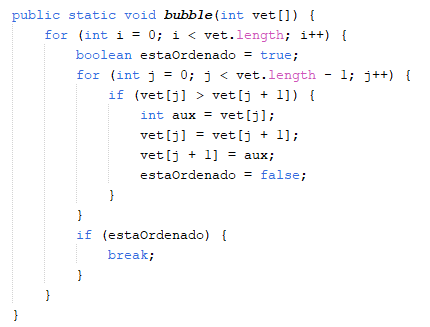 public static void bubble(int vet[]) {
    for (int i = 0; i < vet.length; i++) {
        boolean estaOrdenado = true;
        for (int j = 0; j < vet.length - 1; j++) {
            if (vet[j] > vet[j + 1]) {
                int aux = vet[j];
                vet[j] = vet[j + 1];
                vet[j + 1] = aux;
                estaOrdenado = false;
            }
        }
        if (estaOrdenado) {
            break;
        }
    }
}